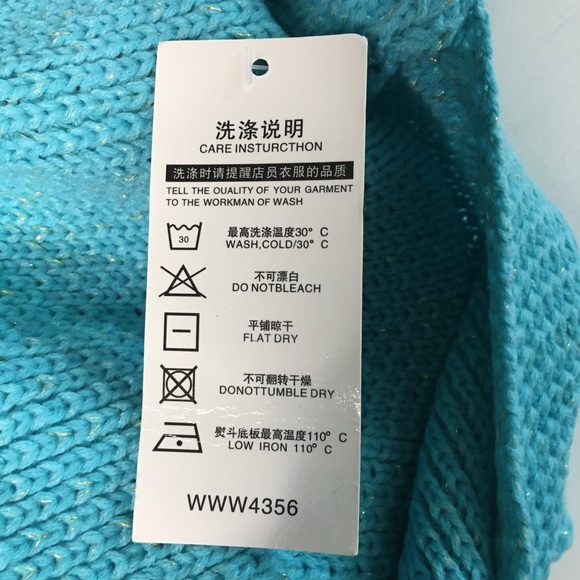 洗涤说明
CARE INSTURCTHON
洗涤时请提醒店员衣服的品质
TELL THE OUALITY OF YOUR GARMENT
TO THE WORKMAN OF WASH
30
最高洗涤温度30° C
WASH,COLD/30° C
不可漂白
DO NOTBLEACH
平铺晾干
FLAT DRY
不可翻转干燥
DONOTTUMBLE DRY
熨斗底板最高温度110° C
LOW IRON 110° C
WWW4356